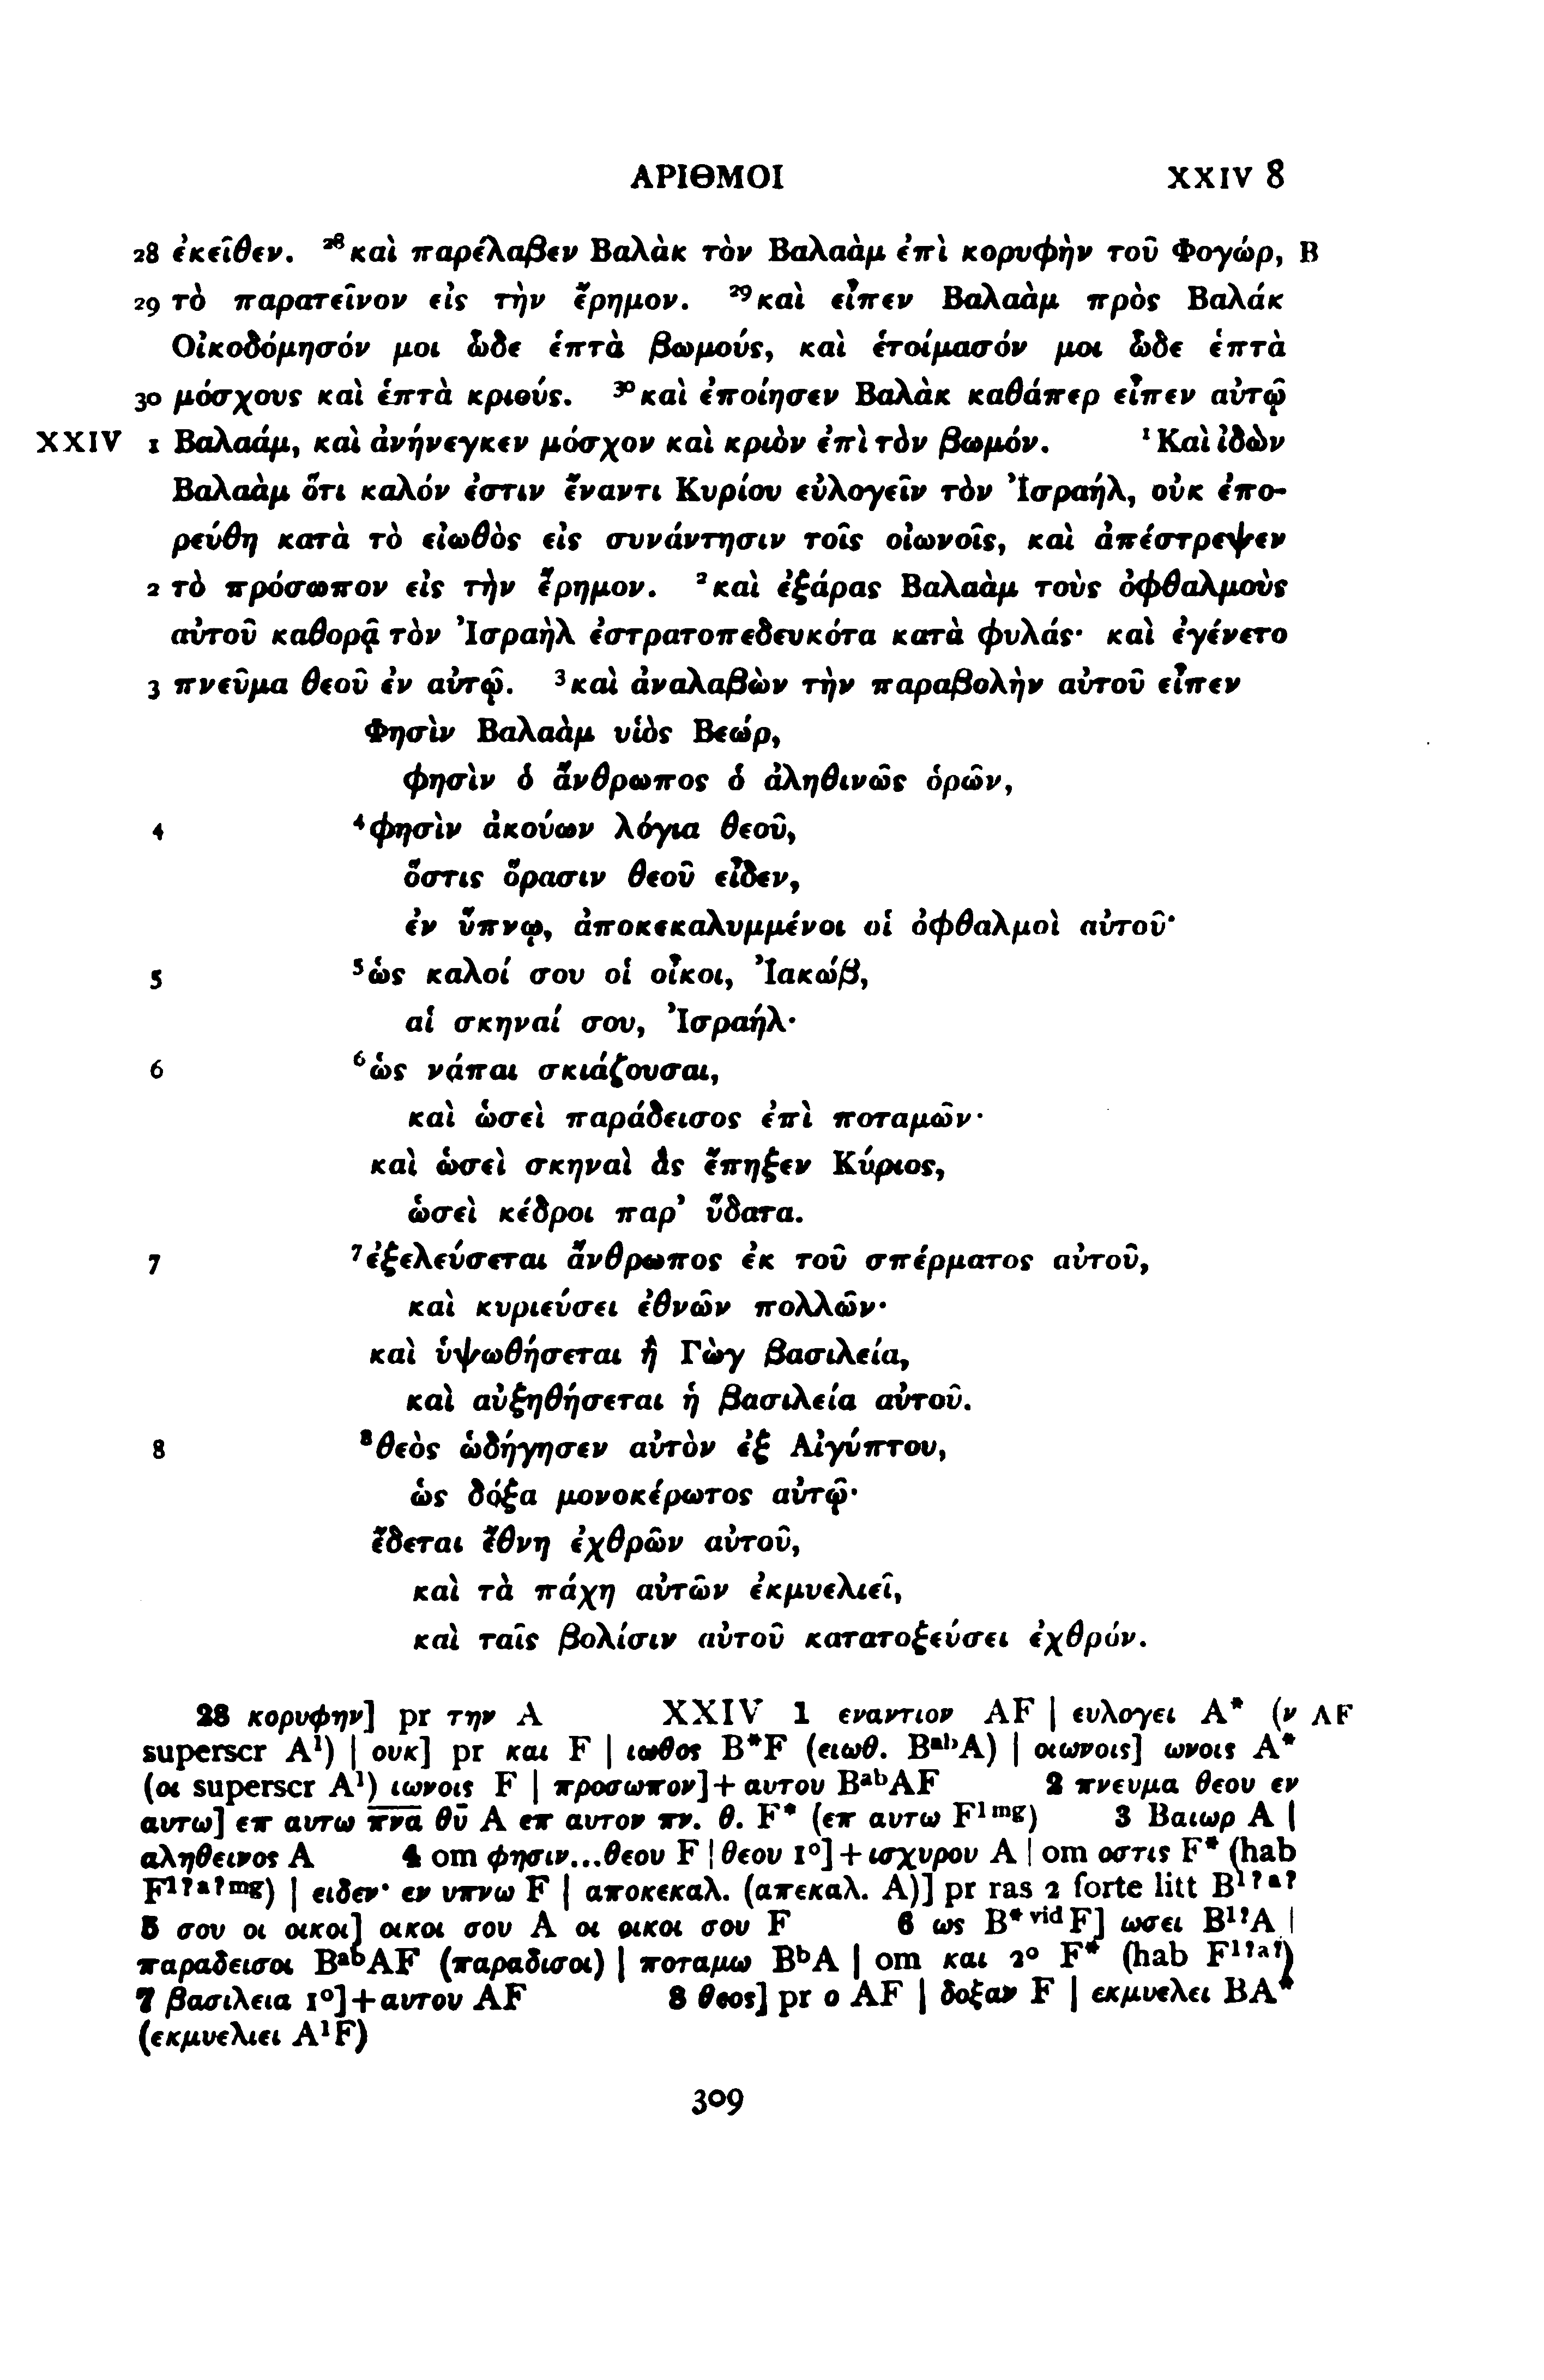 ΑΡΙΘΜΟΙ XXIV 8
28 ἐκεῖθεν. ²⁸καὶ παρέλαβεν Βαλὰκ τὸν Βαλαὰμ ἐπὶ κορυφὴν τοῦ Φογώρ, B
29 τὸ παρατεῖνον εἰς τὴν ἔρημον. ²⁹καὶ εἶπεν Βαλαὰμ πρὸς Βαλάκ
Οἰκοδόμησόν μοι ὧδε ἑπτὰ βωμούς, καὶ ἑτοίμασόν μοι ὧδε ἑπτὰ
30 μόσχους καὶ ἑπτὰ κριούς. ³⁰καὶ ἐποίησεν Βαλὰκ καθάπερ εἶπεν αὐτῷ
XXIV 1 Βαλαάμ, καὶ ἀνήνεγκεν μόσχον καὶ κριὸν ἐπὶ τὸν βωμόν. ¹Καὶ ἰδὼν
Βαλαὰμ ὅτι καλόν ἐστιν ἔναντι Κυρίου εὐλογεῖν τὸν Ἰσραήλ, οὐκ ἐπο-
ρεύθη κατὰ τὸ εἰωθὸς εἰς συνάντησιν τοῖς οἰωνοῖς, καὶ ἀπέστρεψεν
2 τὸ πρόσωπον εἰς τὴν ἔρημον. ²καὶ ἐξάρας Βαλαὰμ τοὺς ὀφθαλμοὺς
αὐτοῦ καθορᾷ τὸν Ἰσραὴλ ἐστρατοπεδευκότα κατὰ φυλάς· καὶ ἐγένετο
3 πνεῦμα θεοῦ ἐν αὐτῷ. ³καὶ ἀναλαβὼν τὴν παραβολὴν αὐτοῦ εἶπεν
Φησὶν Βαλαὰμ υἱὸς Βεώρ,
φησὶν ὁ ἄνθρωπος ὁ ἀληθινῶς ὁρῶν,
4 ⁴φησὶν ἀκούων λόγια θεοῦ,
ὅστις ὅρασιν θεοῦ εἶδεν,
ἐν ὕπνῳ, ἀποκεκαλυμμένοι οἱ ὀφθαλμοὶ αὐτοῦ·
5 ⁵ὡς καλοί σου οἱ οἶκοι, Ἰακώβ,
αἱ σκηναί σου, Ἰσραήλ·
6 ⁶ὡς νάπαι σκιάζουσαι,
καὶ ὡσεὶ παράδεισος ἐπὶ ποταμῶν·
καὶ ὡσεὶ σκηναὶ ἃς ἔπηξεν Κύριος,
ὡσεὶ κέδροι παρ’ ὕδατα.
7 ⁷ἐξελεύσεται ἄνθρωπος ἐκ τοῦ σπέρματος αὐτοῦ,
καὶ κυριεύσει ἐθνῶν πολλῶν·
καὶ ὑψωθήσεται ἢ Γὼγ βασιλεία,
καὶ αὐξηθήσεται ἡ βασιλεία αὐτοῦ.
8 ⁸θεὸς ὡδήγησεν αὐτὸν ἐξ Αἰγύπτου,
ὡς δόξα μονοκέρωτος αὐτῷ·
ἔδεται ἔθνη ἐχθρῶν αὐτοῦ,
καὶ τὰ πάχη αὐτῶν ἐκμυελιεῖ,
καὶ ταῖς βολίσιν αὐτοῦ κατατοξεύσει ἐχθρόν.
28 κορυφην] pr την A XXIV 1 εναντιον AF | ευλογει A* (ν AF
superscr A¹) | ουκ] pr και F | ιωθος B*F (ειωθ. BᵃᵇA) | οιωνοις] ωνοις A*
(οι superscr A¹) ιωνοις F | προσωπον]+αυτου BᵃᵇAF 2 πνευμα θεου εν
αυτω] επ αυτω π̅ν̅α̅ θ̅υ̅ A επ αυτον πν. θ. F* (επ αυτω F¹ᵐᵍ) 3 Βαιωρ A |
αληθεινος A 4 om φησιν...θεου F | θεου 1°]+ισχυρου A | om οστις F* (hab
F¹ˀᵃˀᵐᵍ) | ειδεν· εν υπνω F | αποκεκαλ. (απεκαλ. A)] pr ras 2 forte litt B¹ˀᵃˀ
5 σου οι οικοι] οικοι σου A οι οικοι σου F 6 ως B*ᵛⁱᵈF] ωσει B¹ˀA |
παραδεισοι BᵃᵇAF (παραδισοι) | ποταμω BᵇA | om και 2° F* (hab F¹ˀᵃˀ)
7 βασιλεια 1°]+αυτου AF 8 θεος] pr ο AF | δοξαν F | εκμυελει BA*
(εκμυελιει A¹F)
309